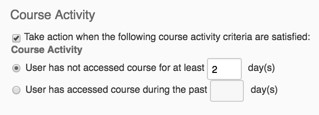 Course Activity
Take action when the following course activity criteria are satisfied:
Course Activity
User has not accessed course for at least 2 day(s)
User has accessed course during the past day(s)